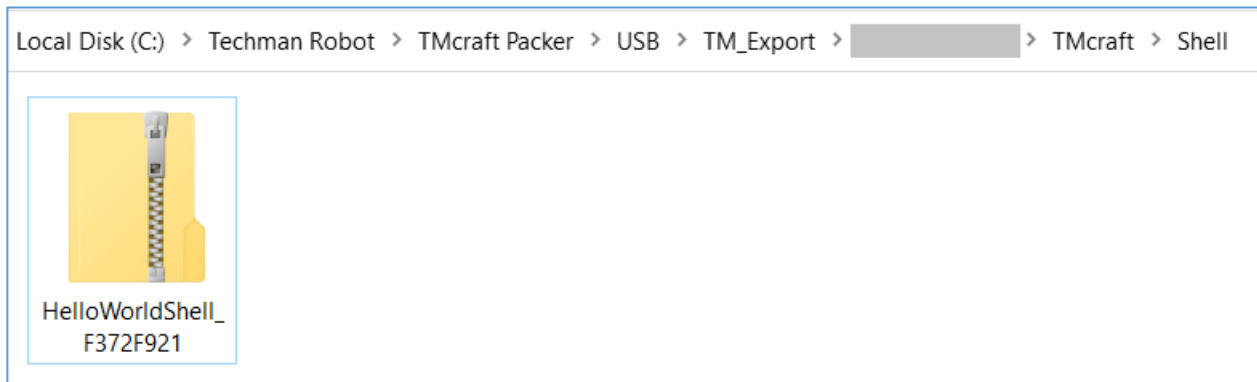 Local Disk (C:) > Techman Robot > TMcraft Packer > USB > TM_Export > > TMcraft > Shell
HelloWorldShell_
F372F921